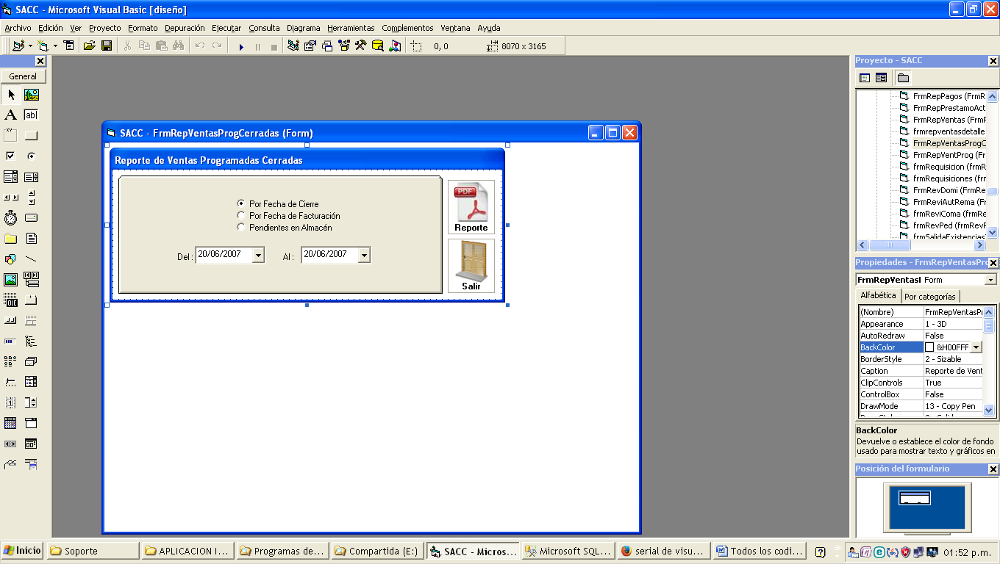 SACC - Microsoft Visual Basic [diseño]
Archivo Edición Ver Proyecto Formato Depuración Ejecutar Consulta Diagrama Herramientas Complementos Ventana Ayuda
0, 0 8070 x 3165
General
A ab|
OLE
SACC - FrmRepVentasProgCerradas (Form)
Reporte de Ventas Programadas Cerradas
Por Fecha de Cierre
Por Fecha de Facturación
Pendientes en Almacén
Del : 20/06/2007 Al : 20/06/2007
PDF
Reporte
Salir
Proyecto - SACC
FrmRepPagos (FrmR
FrmRepPrestamoAct
FrmRepVentas (FrmF
frmrepventasdetalle
FrmRepVentasProgC
FrmRepVentProg (Fr
FrmRequisicion (frmR
FrmRequisiciones (frr
FrmRevDomi (FrmRe
FrmReviAutRema (fr
frmReviComa (frmRe
frmRevPed (frmRevF
frmSalidaExistencias
Propiedades - FrmRepVentasPro
FrmRepVentasI Form
Alfabética Por categorías
(Nombre) FrmRepVentasPr
Appearance 1 - 3D
AutoRedraw False
BackColor &H00FFF
BorderStyle 2 - Sizable
Caption Reporte de Vent
ClipControls True
ControlBox False
DrawMode 13 - Copy Pen
BackColor
Devuelve o establece el color de fondo
usado para mostrar texto y gráficos en
Posición del formulario
Inicio Soporte APLICACION I... Programas de... Compartida (E:) SACC - Micros... Microsoft SQL... serial de visu... Todos los codi... 01:52 p.m.